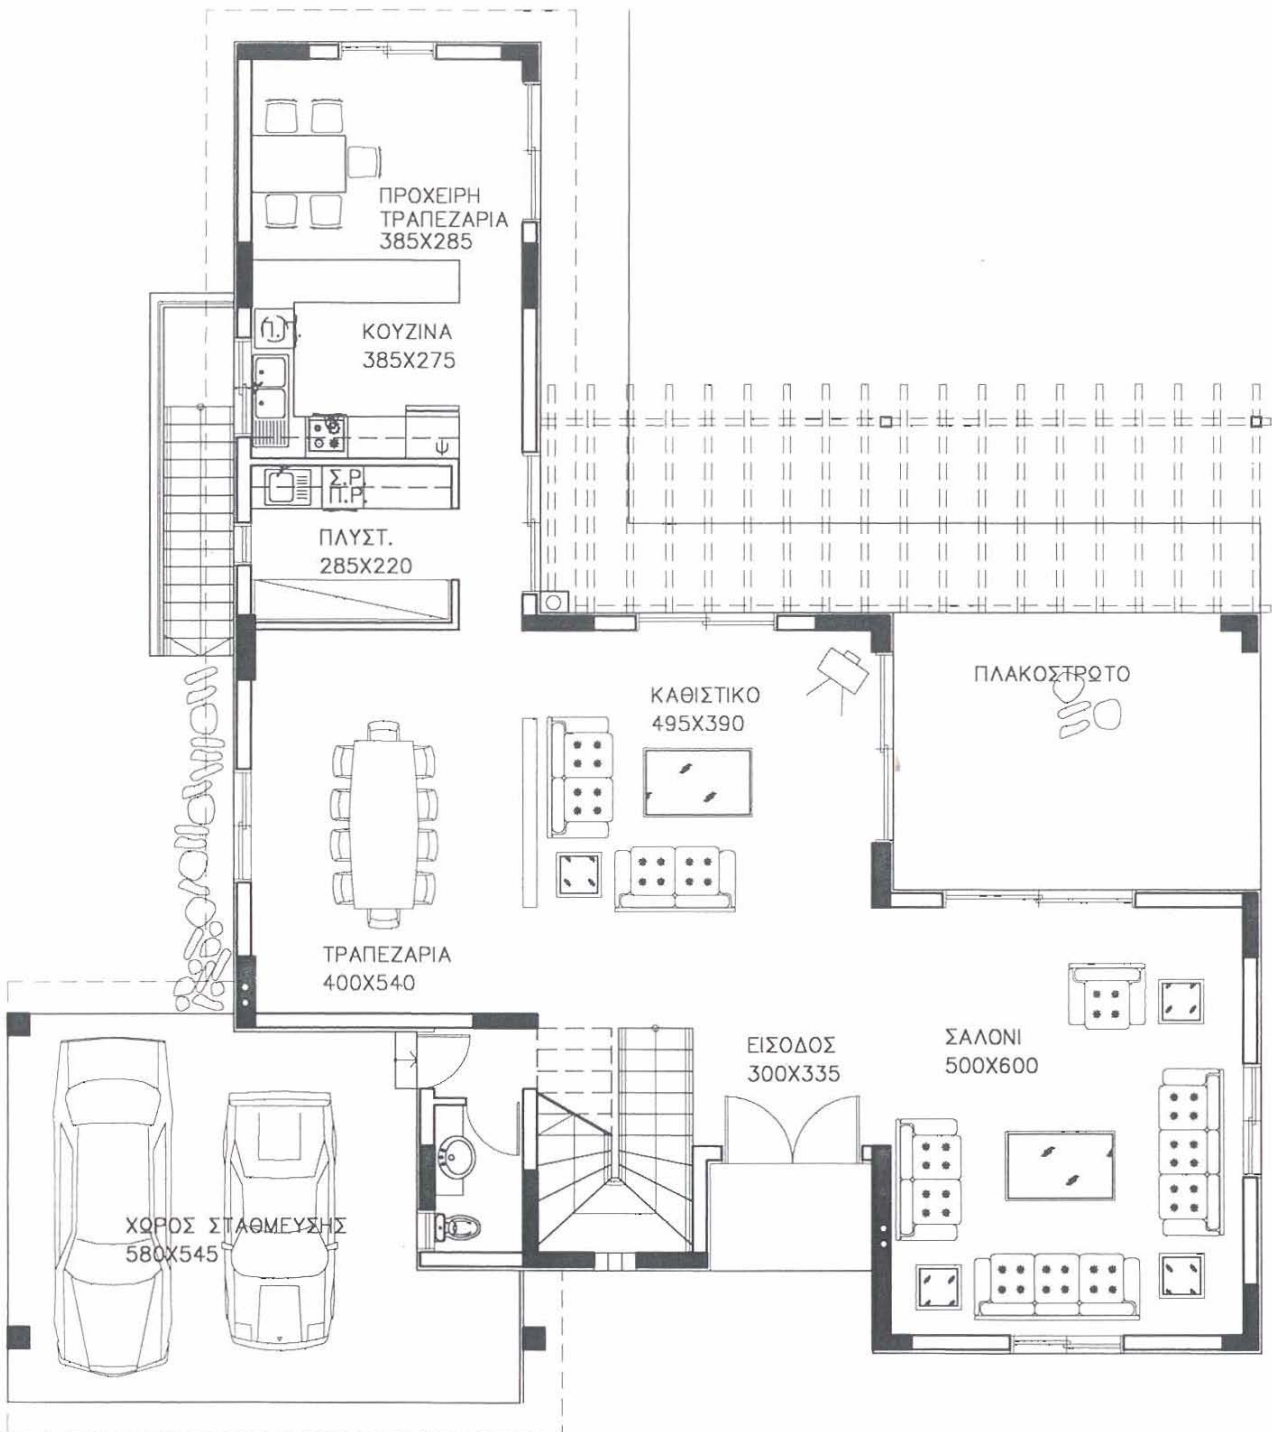 ΠΡΟΧΕΙΡΗ
ΤΡΑΠΕΖΑΡΙΑ
385X285
ΚΟΥΖΙΝΑ
385X275
Π.Π.
Ψ
Σ.Ρ.
Π.Ρ.
ΠΛΥΣΤ.
285X220
ΚΑΘΙΣΤΙΚΟ
495X390
ΠΛΑΚΟΣΤΡΩΤΟ
ΤΡΑΠΕΖΑΡΙΑ
400X540
ΕΙΣΟΔΟΣ
300X335
ΣΑΛΟΝΙ
500X600
ΧΩΡΟΣ ΣΤΑΘΜΕΥΣΗΣ
580X545